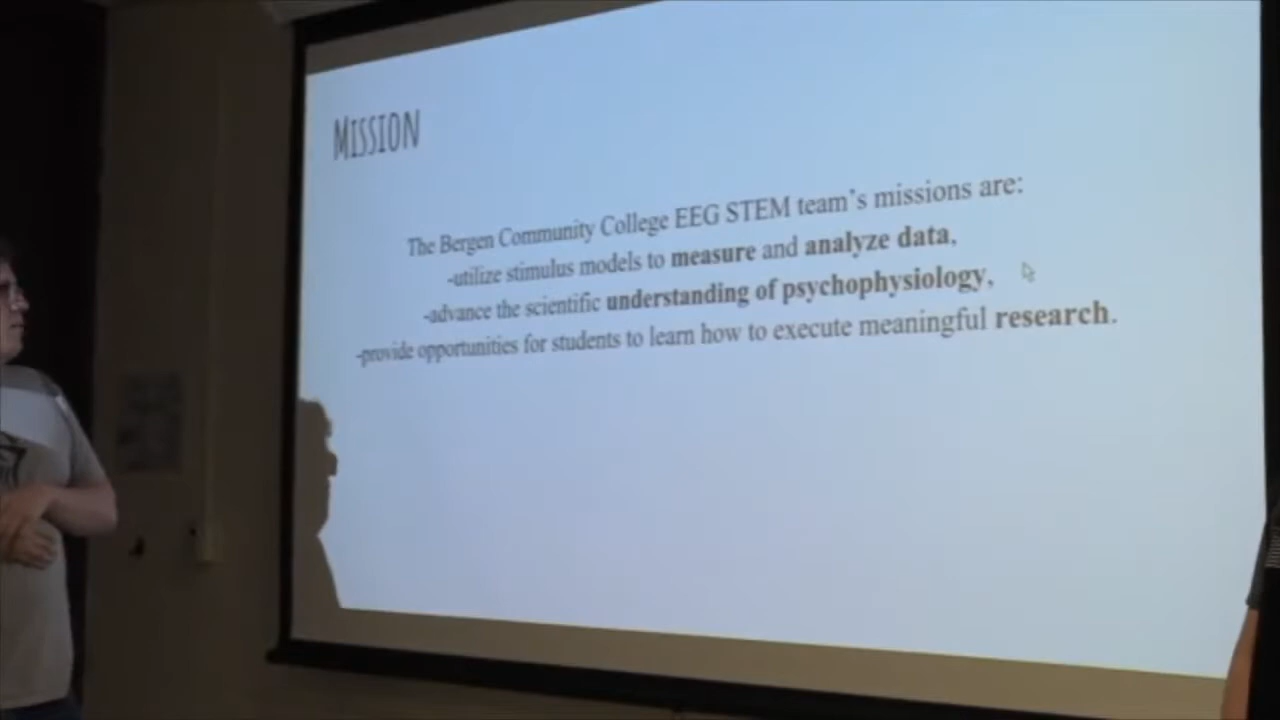 MISSION
The Bergen Community College EEG STEM team's missions are:
-utilize stimulus models to measure and analyze data,
-advance the scientific understanding of psychophysiology,
-provide opportunities for students to learn how to execute meaningful research.